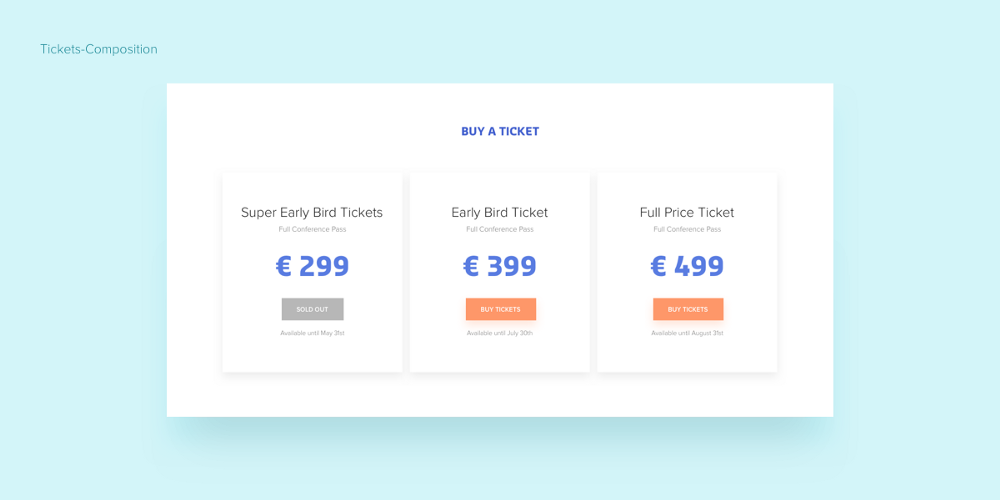 Tickets-Composition
BUY A TICKET
Super Early Bird Tickets
Full Conference Pass
€ 299
SOLD OUT
Available until May 31st
Early Bird Ticket
Full Conference Pass
€ 399
BUY TICKETS
Available until July 30th
Full Price Ticket
Full Conference Pass
€ 499
BUY TICKETS
Available until August 31st